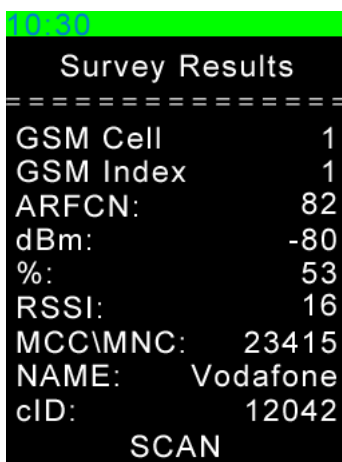 10:30
Survey Results
================
GSM Cell 1
GSM Index 1
ARFCN: 82
dBm: -80
%: 53
RSSI: 16
MCC\MNC: 23415
NAME: Vodafone
cID: 12042
SCAN